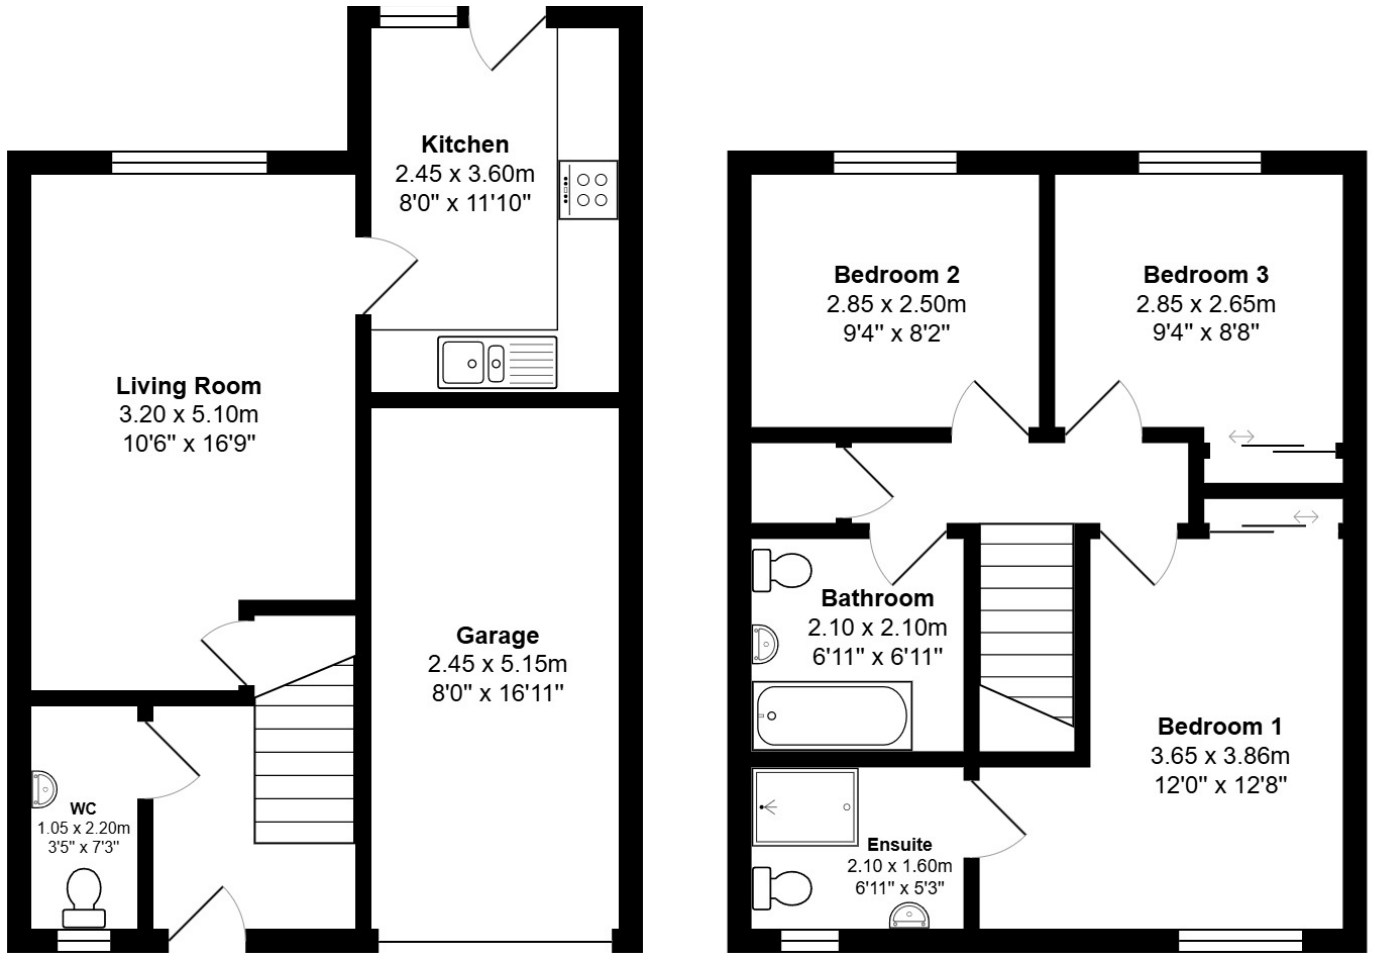 Kitchen
2.45 x 3.60m
8'0" x 11'10"
Living Room
3.20 x 5.10m
10'6" x 16'9"
Garage
2.45 x 5.15m
8'0" x 16'11"
WC
1.05 x 2.20m
3'5" x 7'3"
Bedroom 2
2.85 x 2.50m
9'4" x 8'2"
Bedroom 3
2.85 x 2.65m
9'4" x 8'8"
Bathroom
2.10 x 2.10m
6'11" x 6'11"
Bedroom 1
3.65 x 3.86m
12'0" x 12'8"
Ensuite
2.10 x 1.60m
6'11" x 5'3"